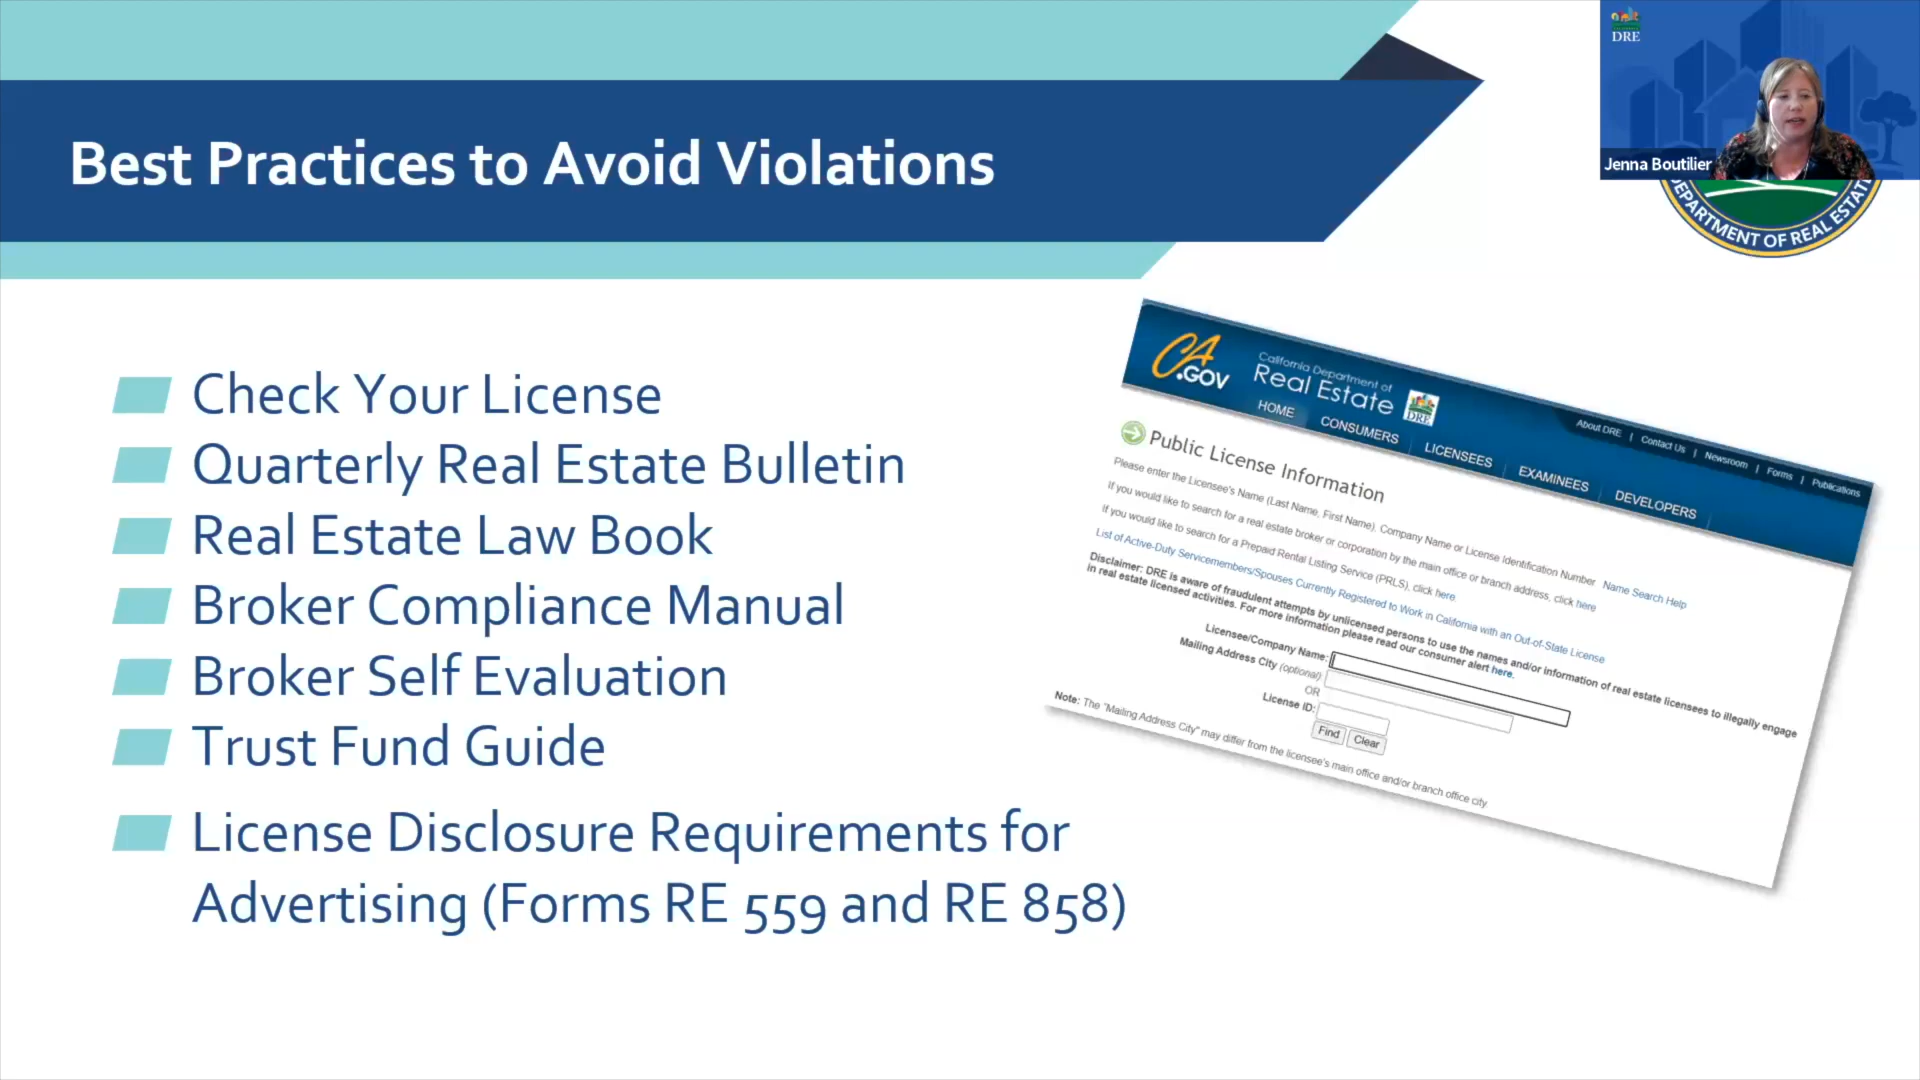 DRE
Jenna Boutilier
DEPARTMENT OF REAL ESTATE
Best Practices to Avoid Violations
Check Your License
Quarterly Real Estate Bulletin
Real Estate Law Book
Broker Compliance Manual
Broker Self Evaluation
Trust Fund Guide
License Disclosure Requirements for
Advertising (Forms RE 559 and RE 858)
CA
.GOV
California Department of
Real Estate
DRE
About DRE | Contact Us | Newsroom | Forms | Publications
HOME CONSUMERS LICENSEES EXAMINEES DEVELOPERS
Public License Information
Please enter the Licensee's Name (Last Name, First Name), Company Name or License Identification Number Name Search Help
If you would like to search for a real estate broker or corporation by the main office or branch address, click here
If you would like to search for a Prepaid Rental Listing Service (PRLS), click here
List of Active-Duty Servicemembers/Spouses Currently Registered to Work in California with an Out-of-State License
Disclaimer: DRE is aware of fraudulent attempts by unlicensed persons to use the names and/or information of real estate licensees to illegally engage
in real estate licensed activities. For more information please read our consumer alert here.
Licensee/Company Name:
Mailing Address City (optional)
OR
License ID:
Find Clear
Note: The "Mailing Address City" may differ from the licensee's main office and/or branch office city.